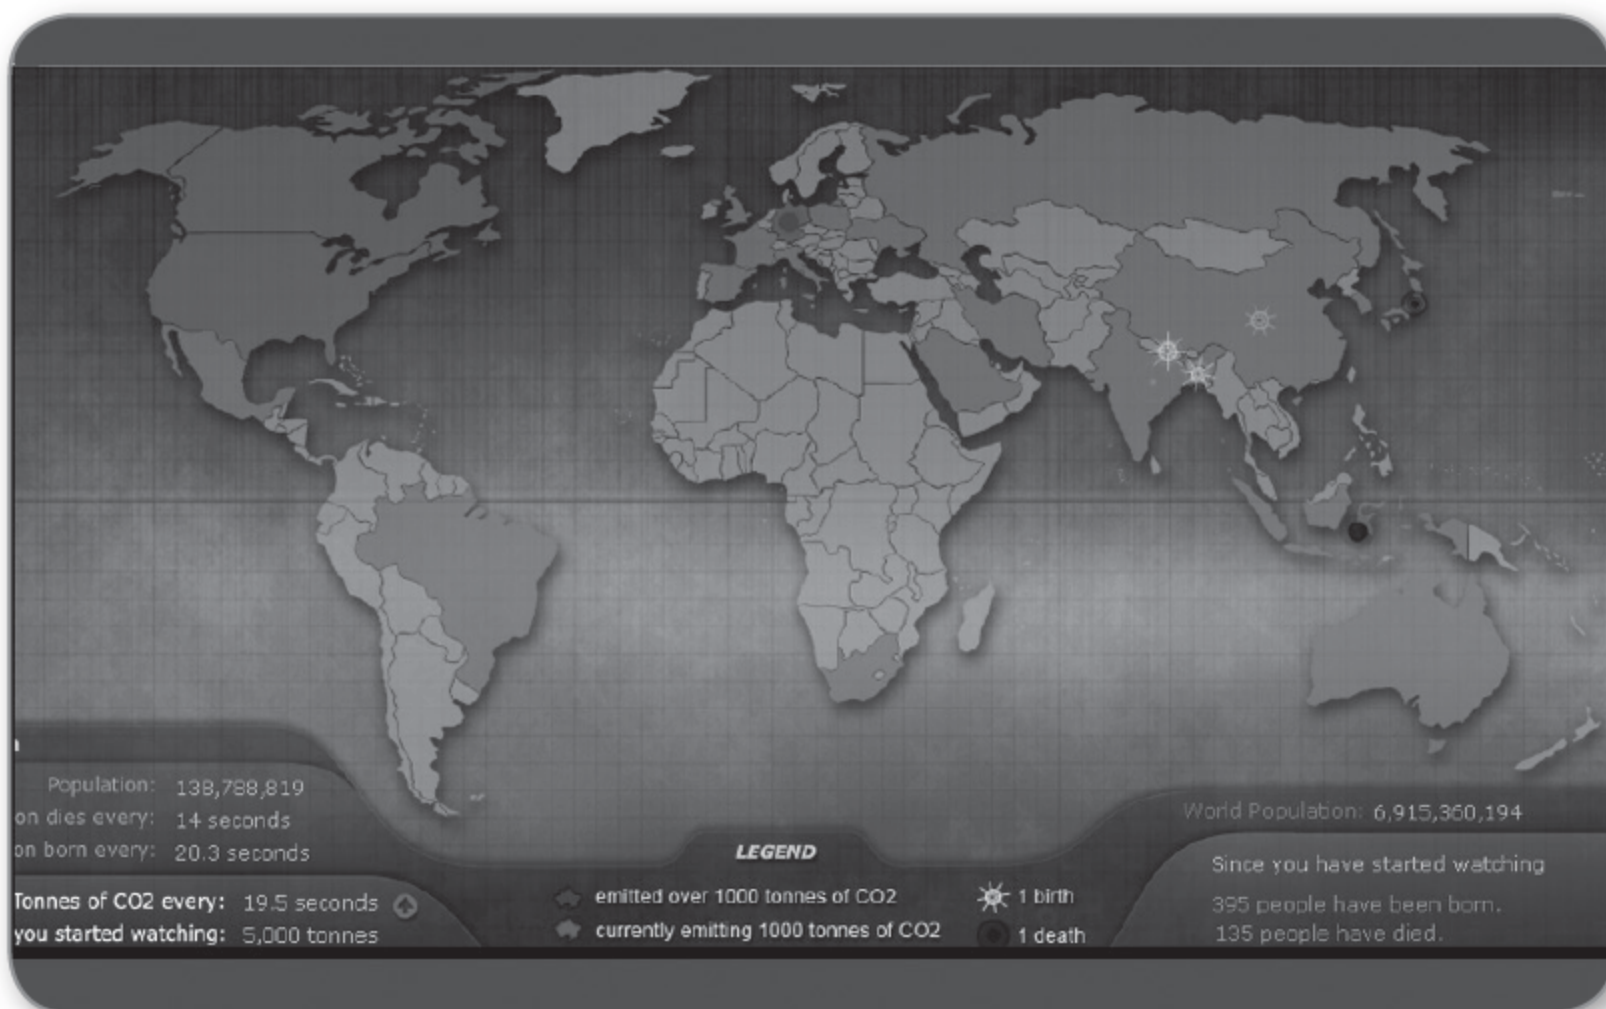 Population: 138,788,819
on dies every: 14 seconds
on born every: 20.3 seconds
Tonnes of CO2 every: 19.5 seconds
you started watching: 5,000 tonnes
LEGEND
emitted over 1000 tonnes of CO2
currently emitting 1000 tonnes of CO2
1 birth
1 death
World Population: 6,915,360,194
Since you have started watching
395 people have been born.
135 people have died.